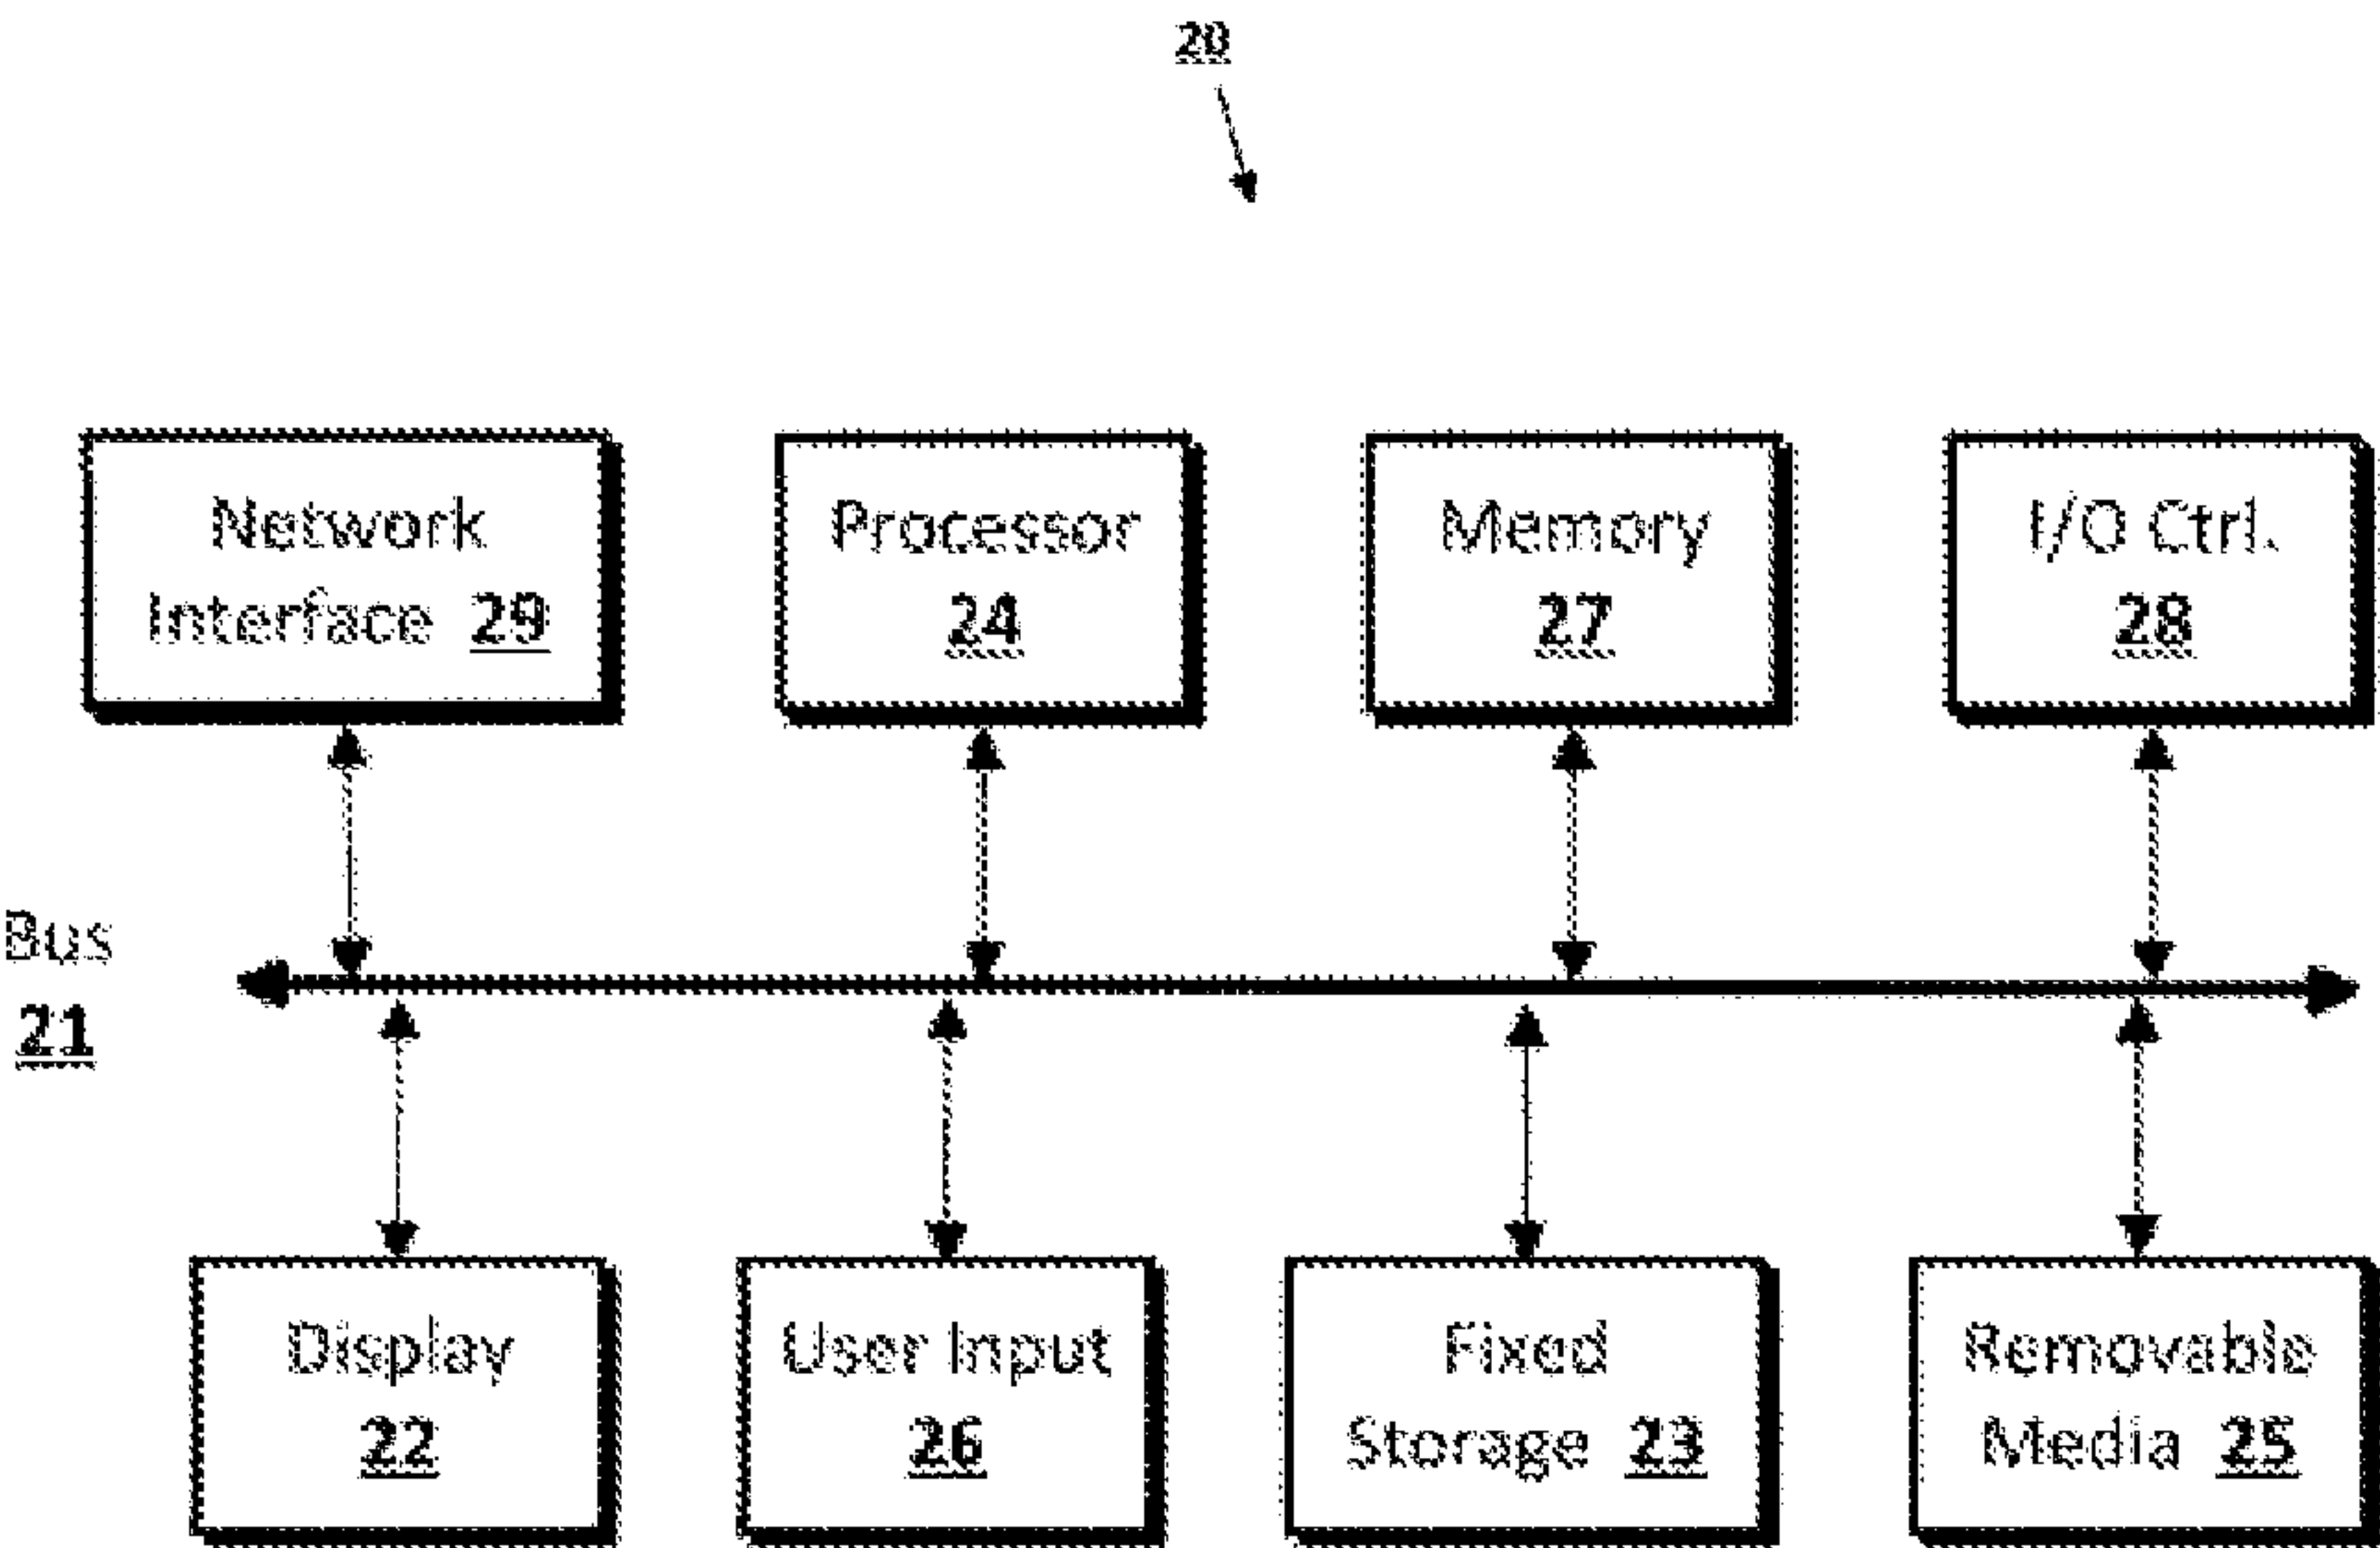 20
Network
Interface 29
Processor
24
Memory
27
I/O Ctrl.
28
Bus
21
Display
22
User Input
26
Fixed
Storage 23
Removable
Media 25